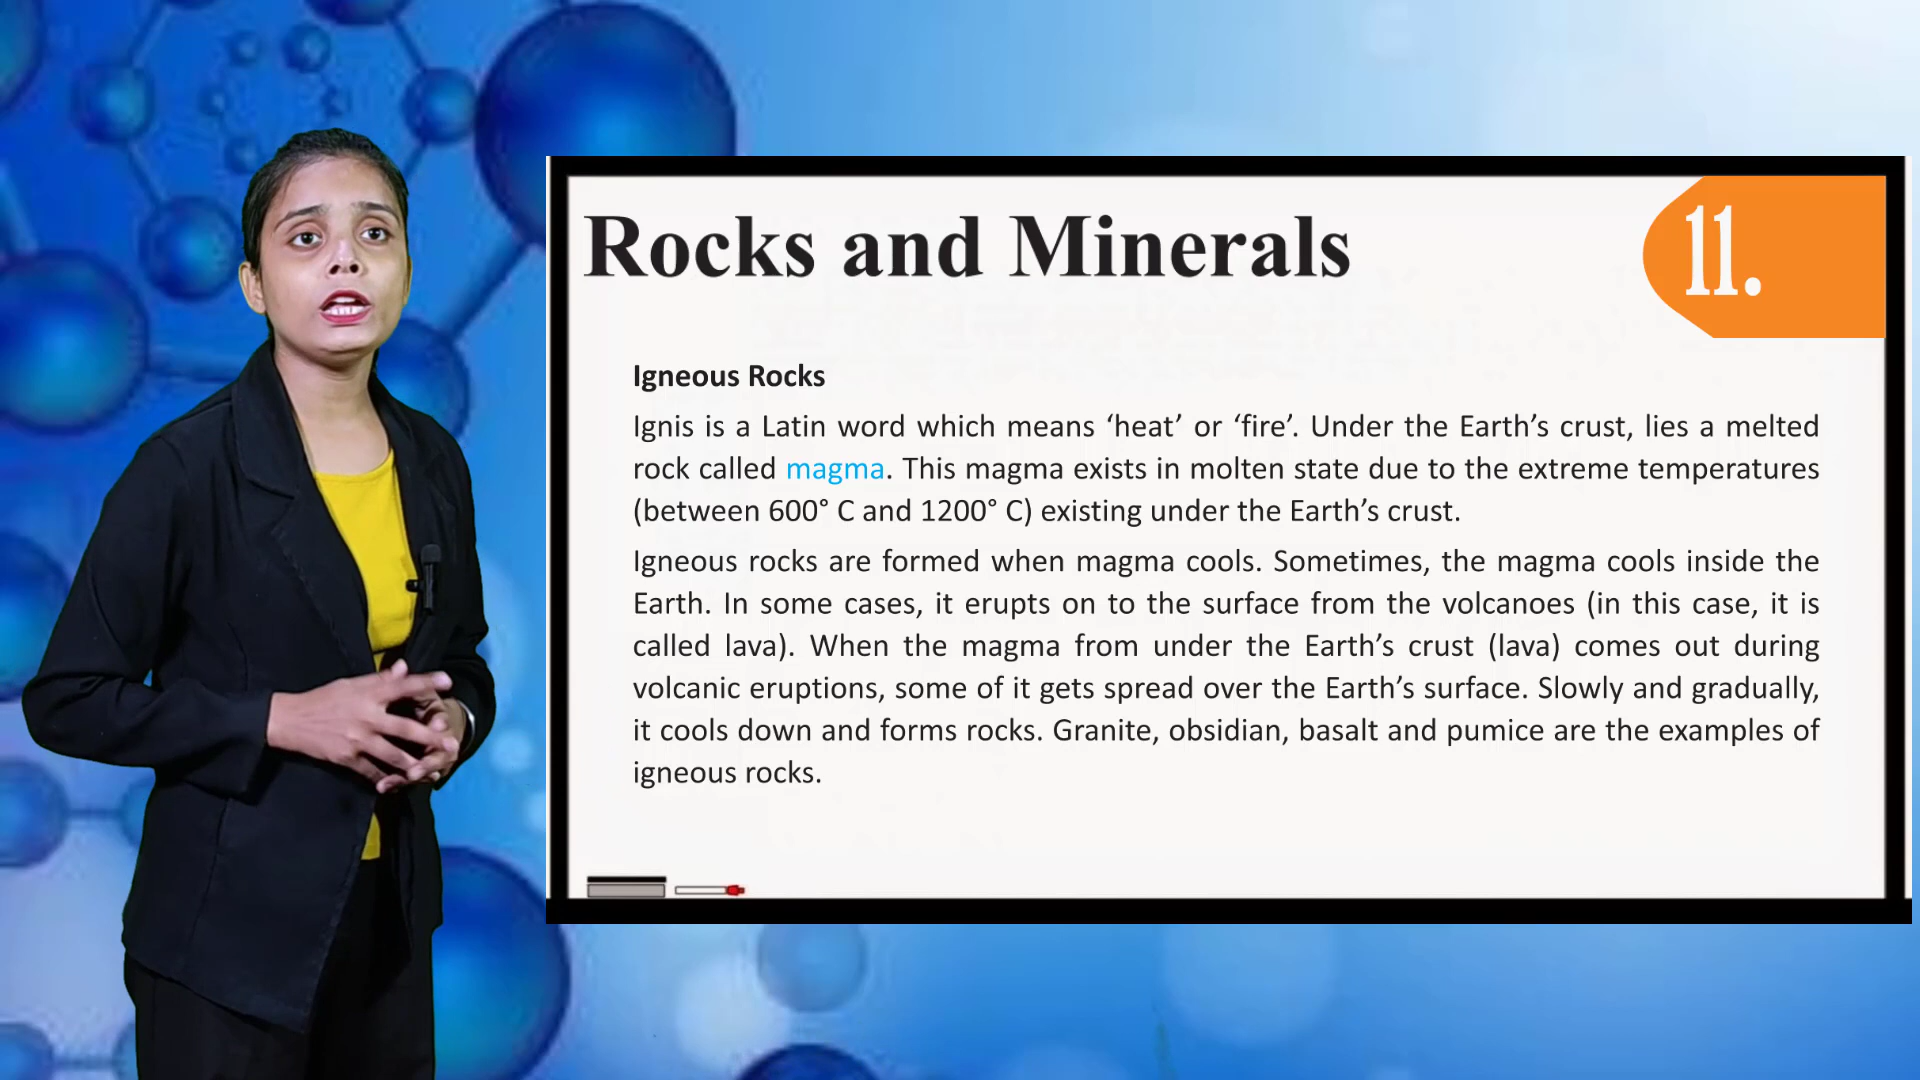 Rocks and Minerals
11.
Igneous Rocks
Ignis is a Latin word which means ‘heat’ or ‘fire’. Under the Earth’s crust, lies a melted
rock called magma. This magma exists in molten state due to the extreme temperatures
(between 600° C and 1200° C) existing under the Earth’s crust.
Igneous rocks are formed when magma cools. Sometimes, the magma cools inside the
Earth. In some cases, it erupts on to the surface from the volcanoes (in this case, it is
called lava). When the magma from under the Earth’s crust (lava) comes out during
volcanic eruptions, some of it gets spread over the Earth’s surface. Slowly and gradually,
it cools down and forms rocks. Granite, obsidian, basalt and pumice are the examples of
igneous rocks.